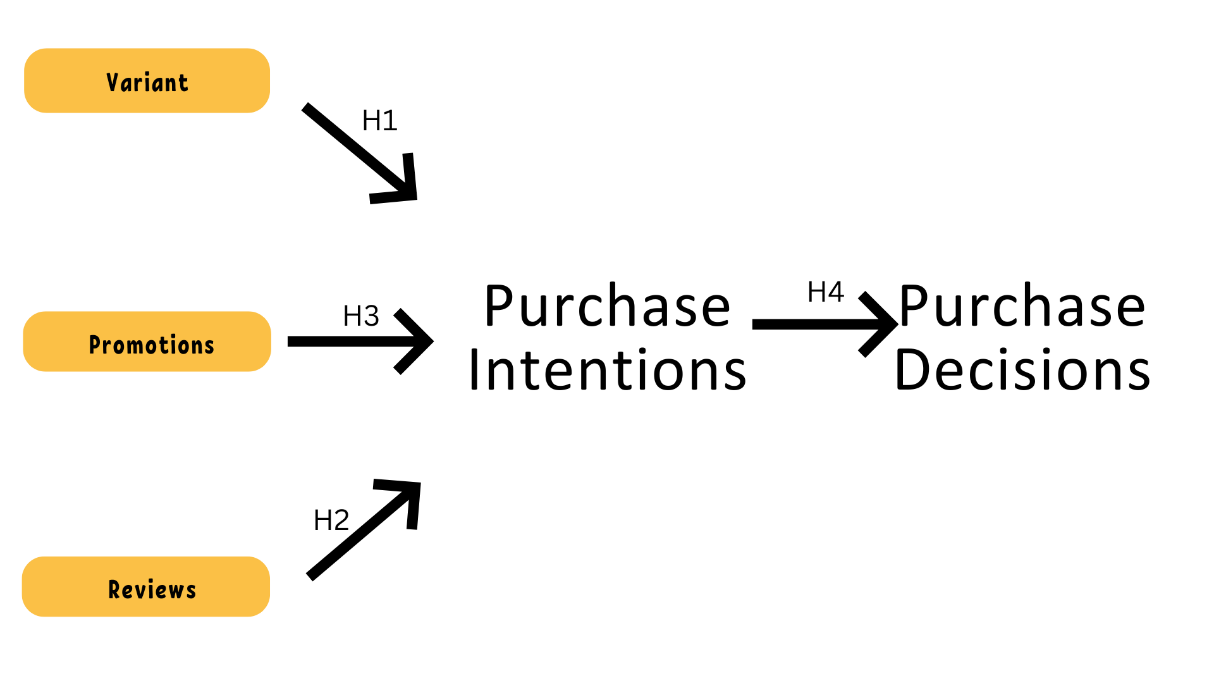 Variant
H1
Promotions
H3
Purchase
Intentions
H4
Purchase
Decisions
H2
Reviews